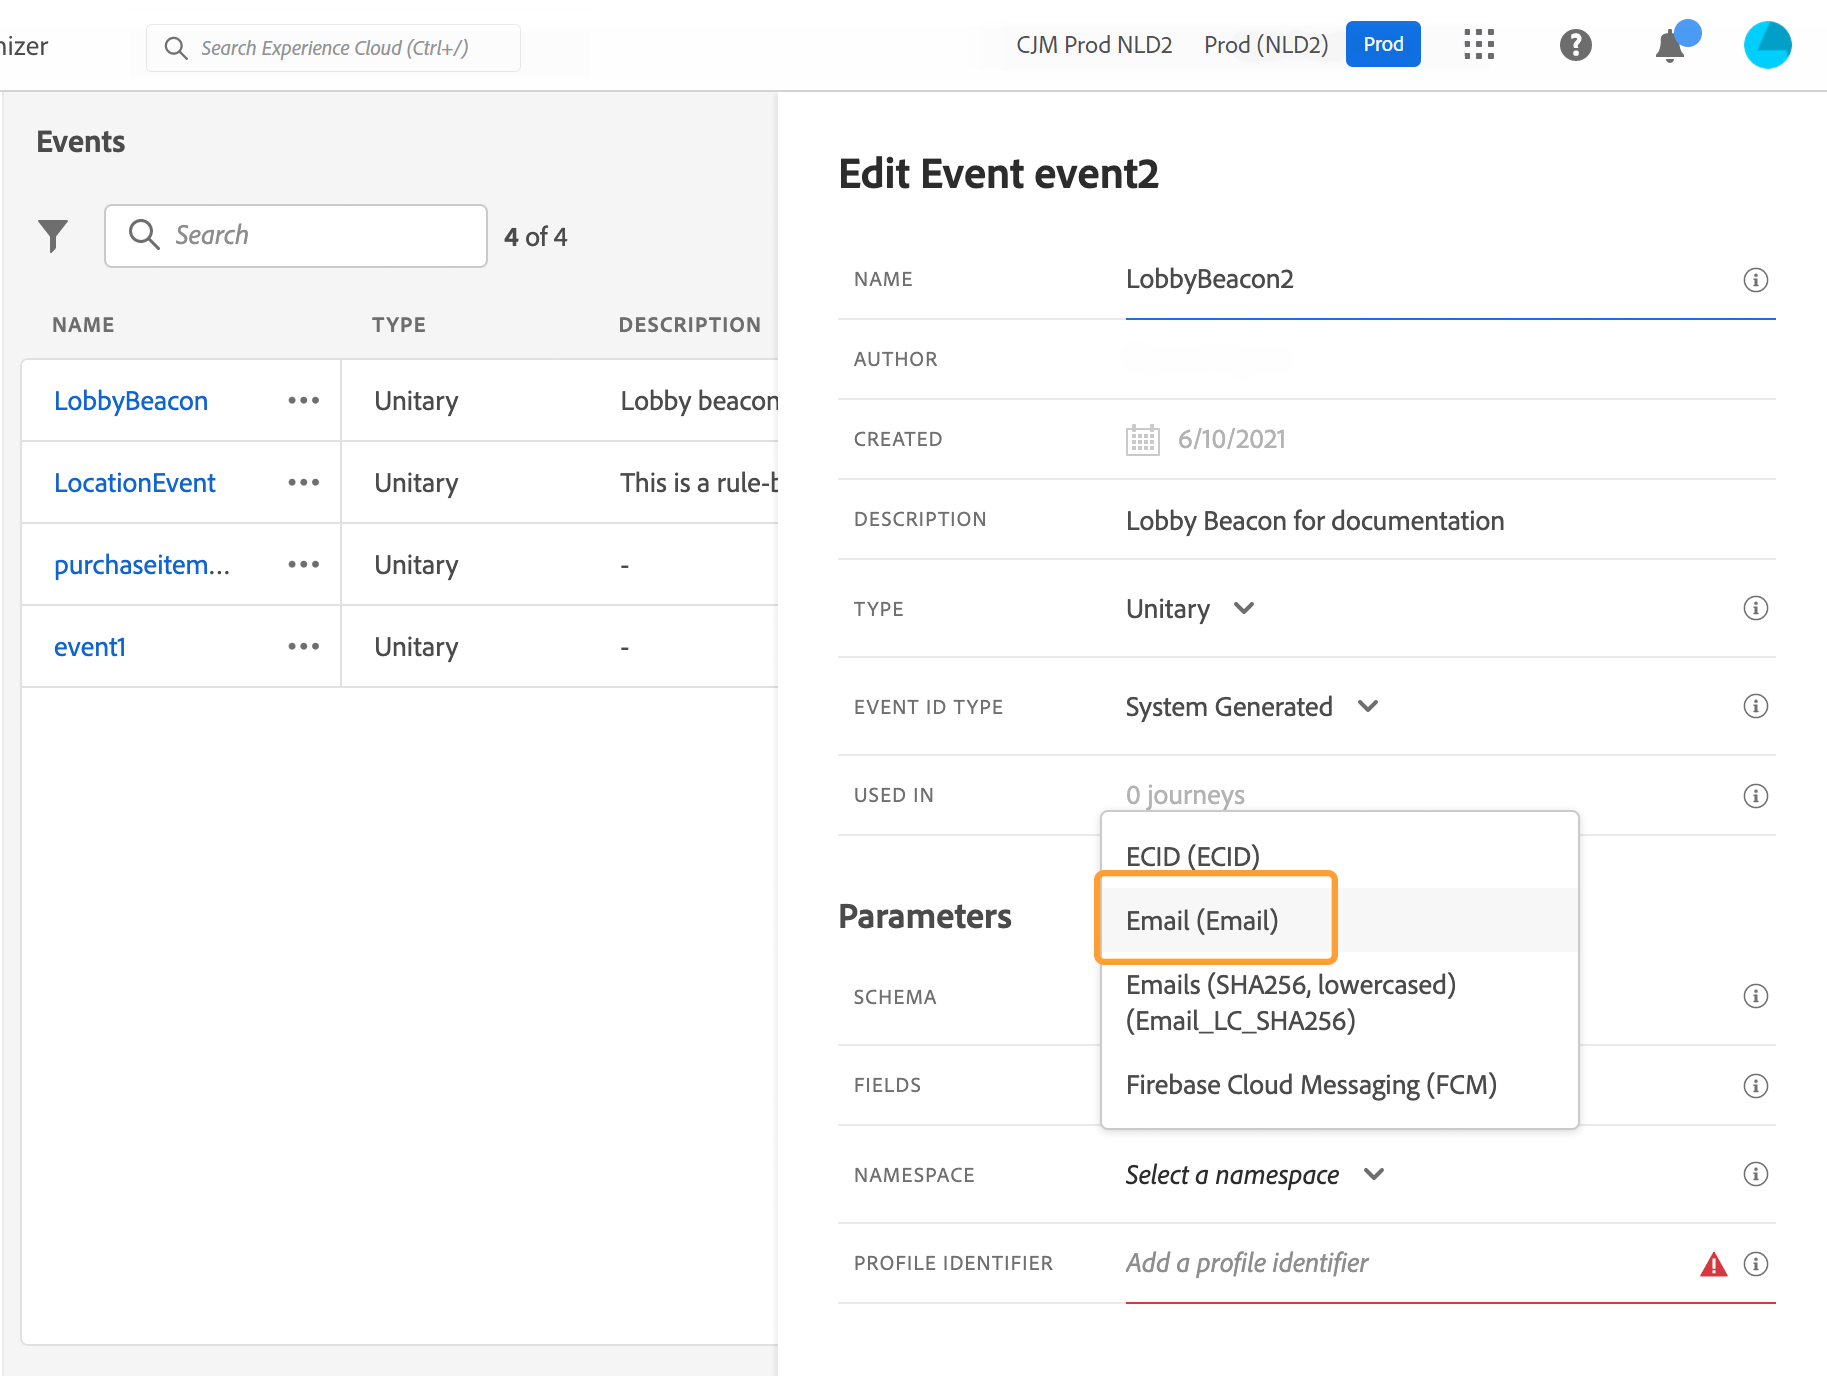 nizer
Search Experience Cloud (Ctrl+/)
CJM Prod NLD2
Prod (NLD2)
Prod
Events
Search
4 of 4
NAME
TYPE
DESCRIPTION
LobbyBeacon
Unitary
Lobby beacon
LocationEvent
Unitary
This is a rule-b
purchaseitem...
Unitary
-
event1
Unitary
-
Edit Event event2
NAME
LobbyBeacon2
AUTHOR
CREATED
6/10/2021
DESCRIPTION
Lobby Beacon for documentation
TYPE
Unitary
EVENT ID TYPE
System Generated
USED IN
0 journeys
ECID (ECID)
Parameters
Email (Email)
SCHEMA
Emails (SHA256, lowercased)
(Email_LC_SHA256)
FIELDS
Firebase Cloud Messaging (FCM)
NAMESPACE
Select a namespace
PROFILE IDENTIFIER
Add a profile identifier